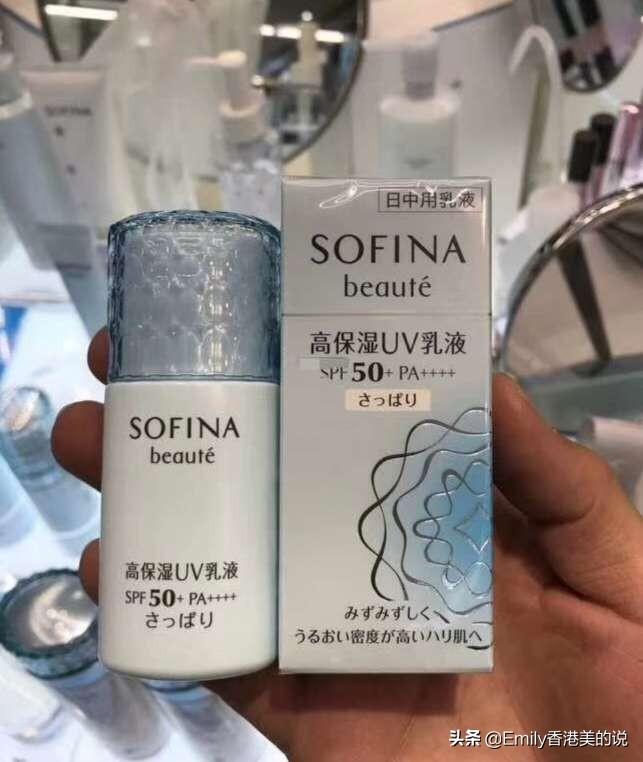 SOFINA
日中用乳液
SOFINA
beauté
高保湿UV乳液
SPF50+ PA++++
さっぱり
みずみずしく
うるおい密度が高いハリ肌へ
SOFINA
beauté
高保湿UV乳液
SPF50+ PA++++
さっぱり
头条 @Emily香港美的说